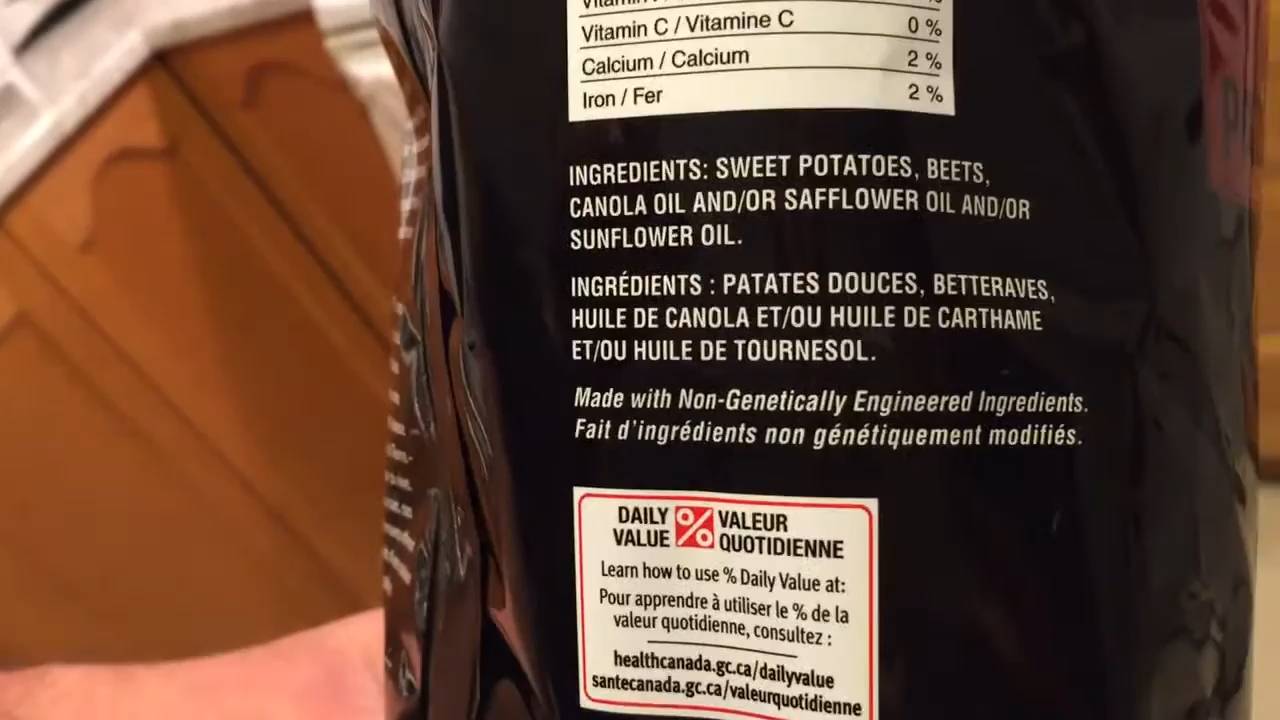 Vitamin C / Vitamine C 0 %
Calcium / Calcium 2 %
Iron / Fer 2 %
INGREDIENTS: SWEET POTATOES, BEETS,
CANOLA OIL AND/OR SAFFLOWER OIL AND/OR
SUNFLOWER OIL.
INGRÉDIENTS : PATATES DOUCES, BETTERAVES,
HUILE DE CANOLA ET/OU HUILE DE CARTHAME
ET/OU HUILE DE TOURNESOL.
Made with Non-Genetically Engineered Ingredients.
Fait d'ingrédients non génétiquement modifiés.
DAILY % VALEUR
VALUE QUOTIDIENNE
Learn how to use % Daily Value at:
Pour apprendre à utiliser le % de la
valeur quotidienne, consultez :
healthcanada.gc.ca/dailyvalue
santecanada.gc.ca/valeurquotidienne